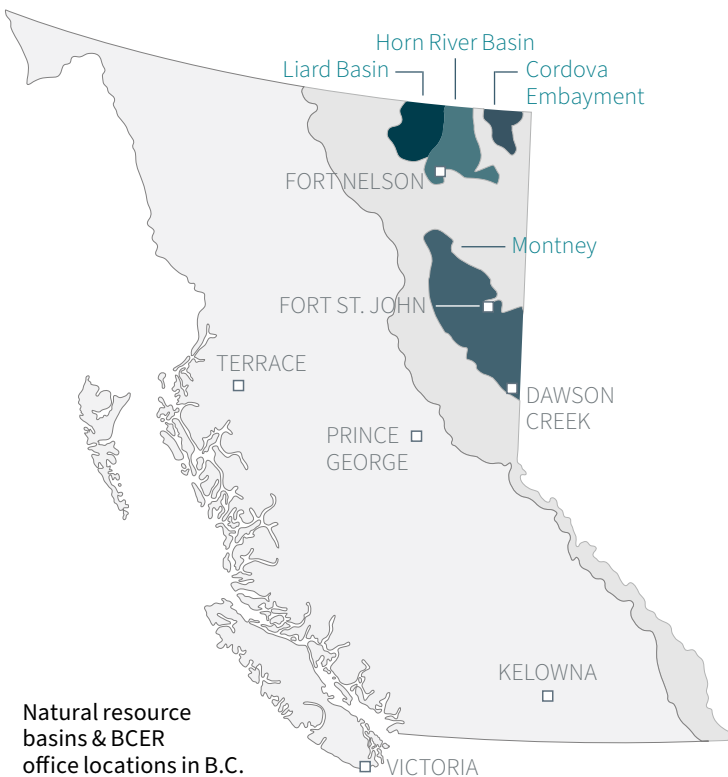 Horn River Basin
Liard Basin
Cordova
Embayment
FORT NELSON
Montney
FORT ST. JOHN
TERRACE
DAWSON
CREEK
PRINCE
GEORGE
KELOWNA
Natural resource
basins & BCER
office locations in B.C.
VICTORIA